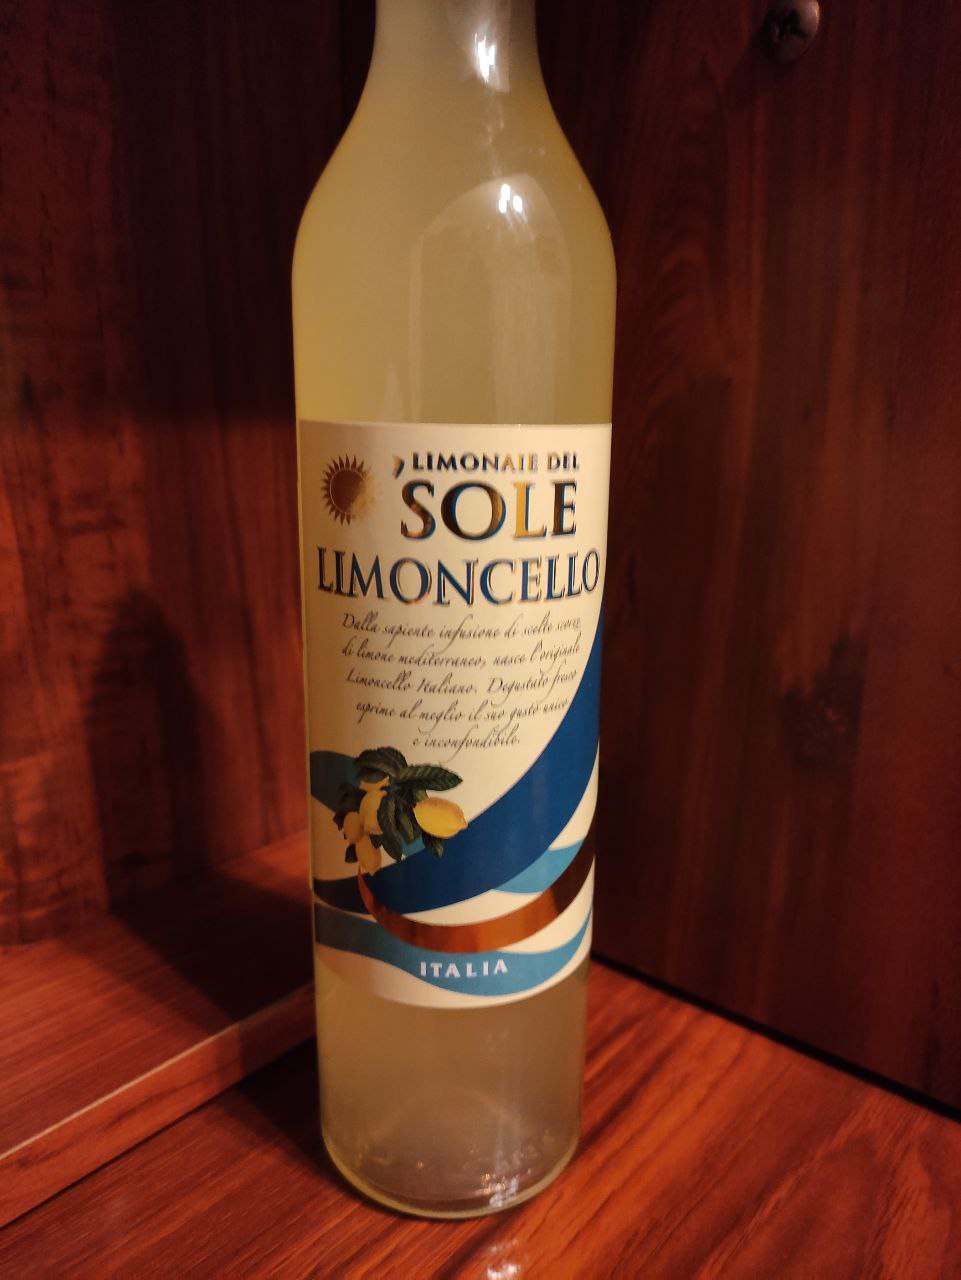 LIMONAIE DEL
SOLE
LIMONCELLO
Dalla sapiente infusione di scelte scorze
di limone mediterraneo, nasce l'originale
Limoncello Italiano. Degustato fresco
esprime al meglio il suo gusto unico
e inconfondibile.
ITALIA